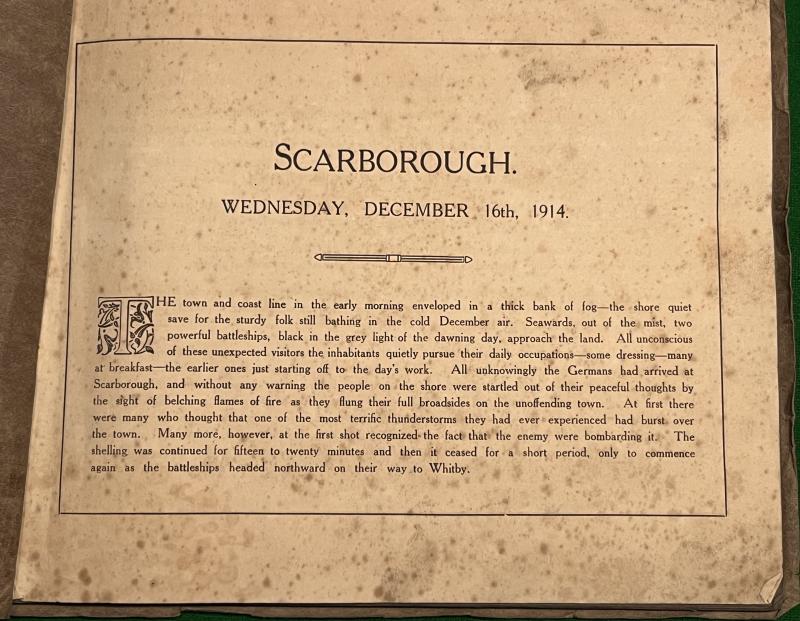 SCARBOROUGH.
WEDNESDAY, DECEMBER 16th, 1914.
THE town and coast line in the early morning enveloped in a thick bank of fog—the shore quiet
save for the sturdy folk still bathing in the cold December air. Seawards, out of the mist, two
powerful battleships, black in the grey light of the dawning day, approach the land. All unconscious
of these unexpected visitors the inhabitants quietly pursue their daily occupations—some dressing—many
at breakfast—the earlier ones just starting off to the day's work. All unknowingly the Germans had arrived at
Scarborough, and without any warning the people on the shore were startled out of their peaceful thoughts by
the sight of belching flames of fire as they flung their full broadsides on the unoffending town. At first there
were many who thought that one of the most terrific thunderstorms they had ever experienced had burst over
the town. Many more, however, at the first shot recognized the fact that the enemy were bombarding it. The
shelling was continued for fifteen to twenty minutes and then it ceased for a short period, only to commence
again as the battleships headed northward on their way to Whitby.